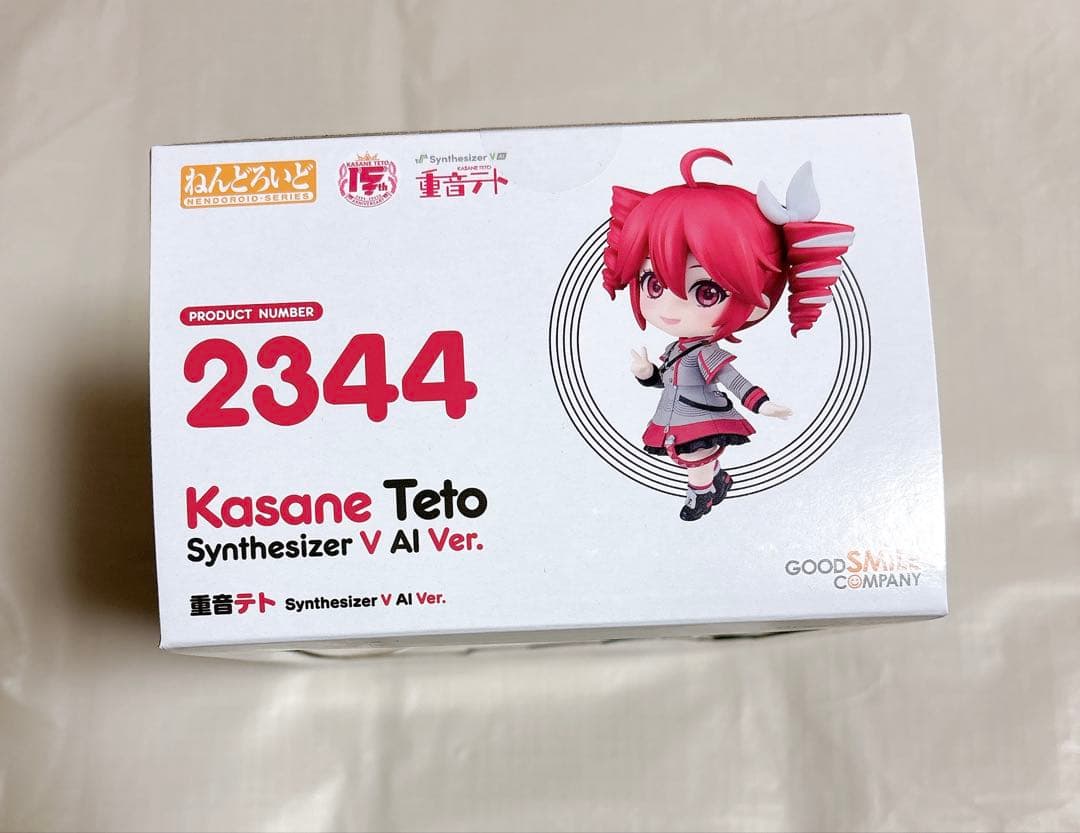 ねんどろいど
NENDOROID·SERIES
KASANE TETO
15th
ANNIVERSARY
Synthesizer V AI
KASANE TETO
重音テト
PRODUCT NUMBER
2344
Kasane Teto
Synthesizer V AI Ver.
重音テト Synthesizer V AI Ver.
GOOD SMILE
COMPANY